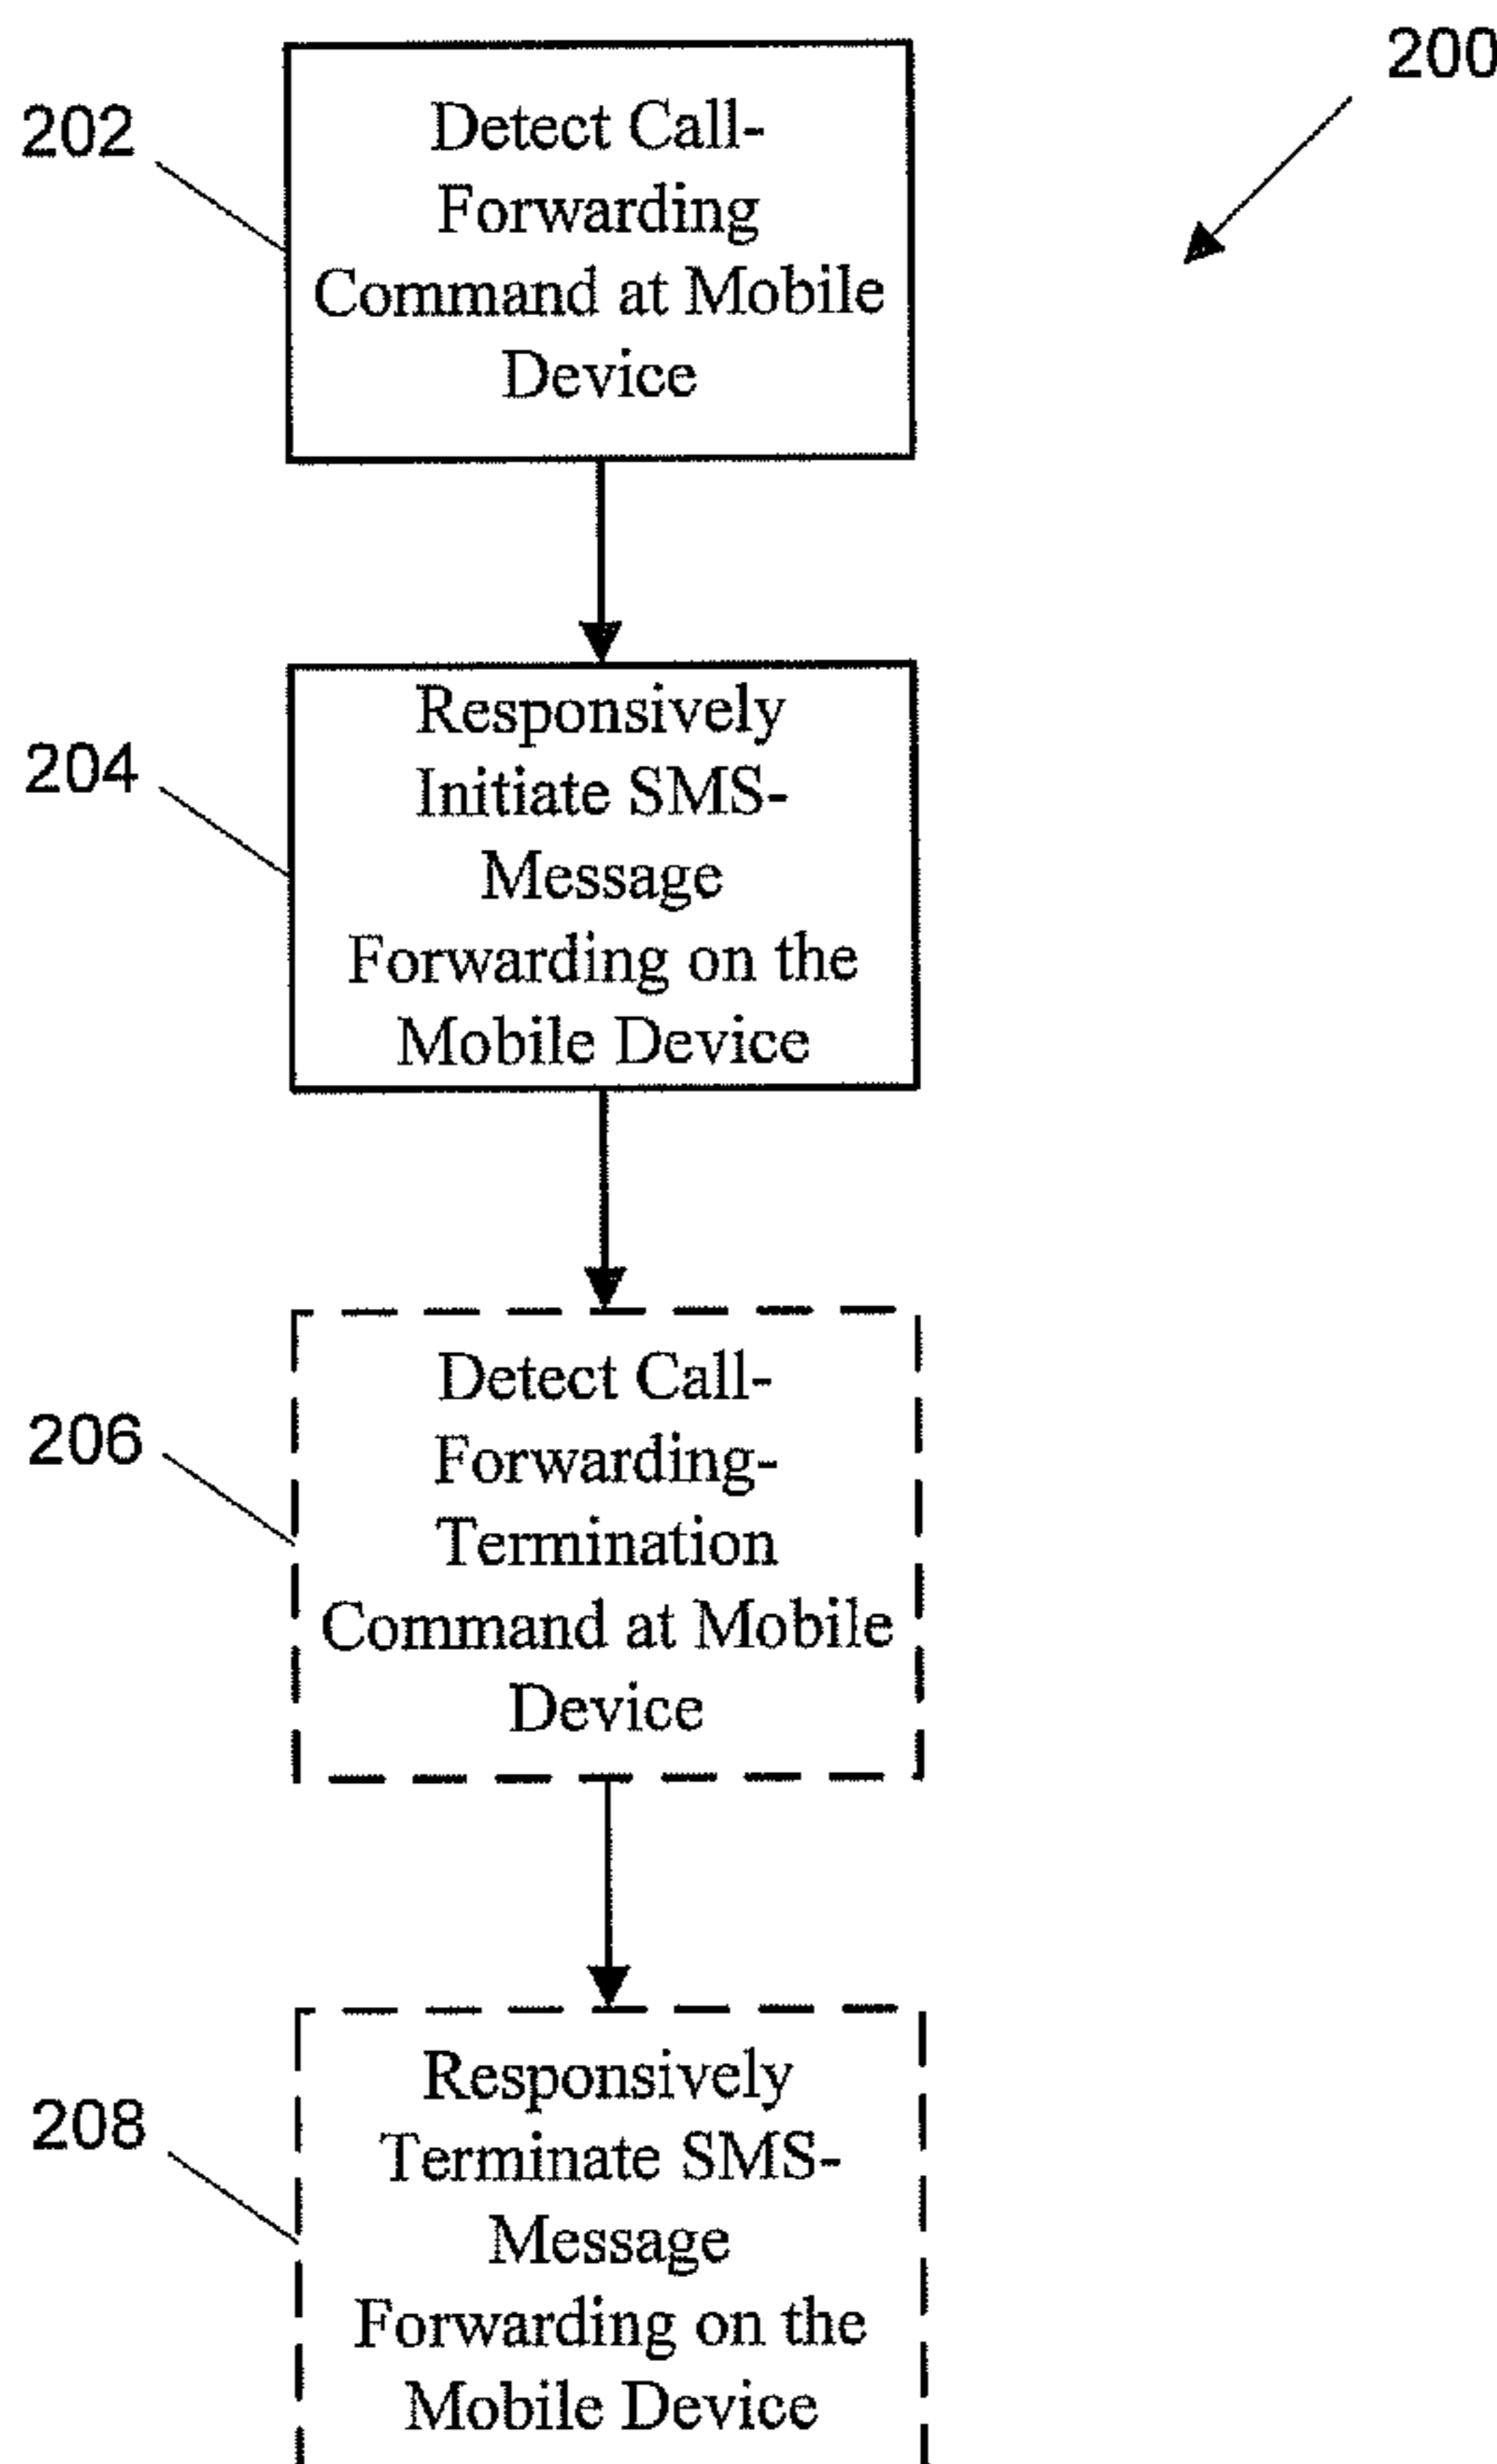 200
202
Detect Call-
Forwarding
Command at Mobile
Device
204
Responsively
Initiate SMS-
Message
Forwarding on the
Mobile Device
206
Detect Call-
Forwarding-
Termination
Command at Mobile
Device
208
Responsively
Terminate SMS-
Message
Forwarding on the
Mobile Device